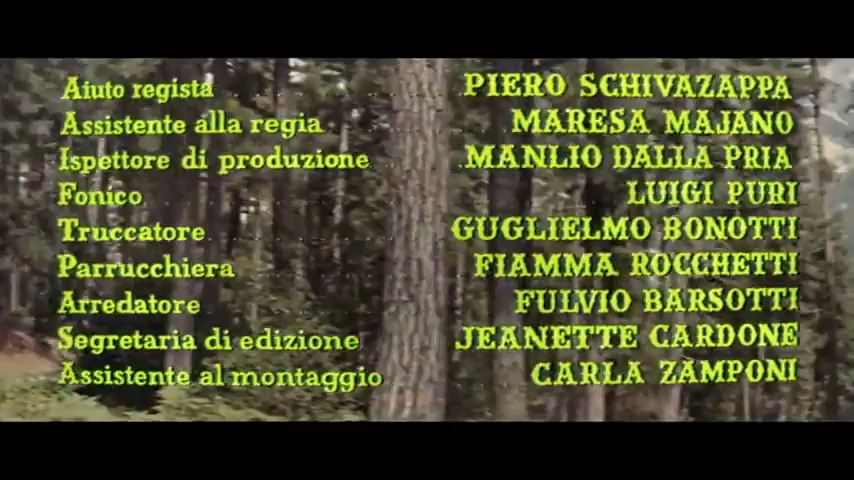 Aiuto regista PIERO SCHIVAZAPPA
Assistente alla regia MARESA MAJANO
Ispettore di produzione MANLIO DALLA PRIA
Fonico LUIGI PURI
Truccatore GUGLIELMO BONOTTI
Parrucchiera FIAMMA ROCCHETTI
Arredatore FULVIO BARSOTTI
Segretaria di edizione JEANETTE CARDONE
Assistente al montaggio CARLA ZAMPONI